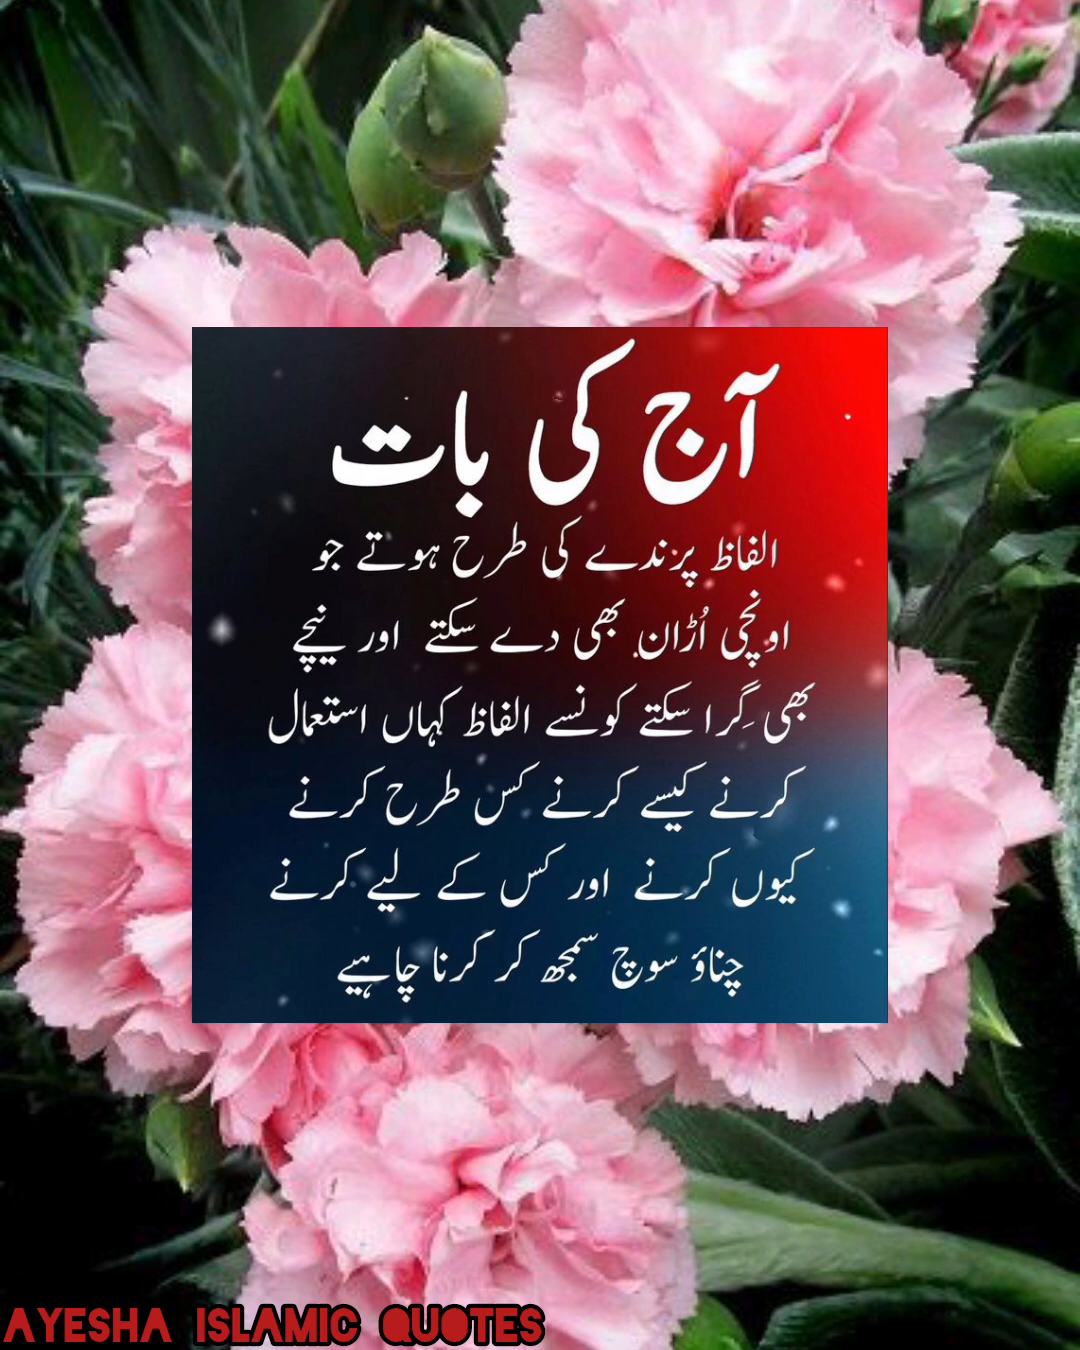 آج کی بات
الفاظ پرندے کی طرح ہوتے جو
اونچی اُڑان بھی دے سکتے اور نیچے
بھی گِرا سکتے کونسے الفاظ کہاں استعمال
کرنے کیسے کرنے کس طرح کرنے
کیوں کرنے اور کس کے لیے کرنے
چناؤ سوچ سمجھ کر کرنا چاہیے
AYESHA ISLAMIC QUOTES